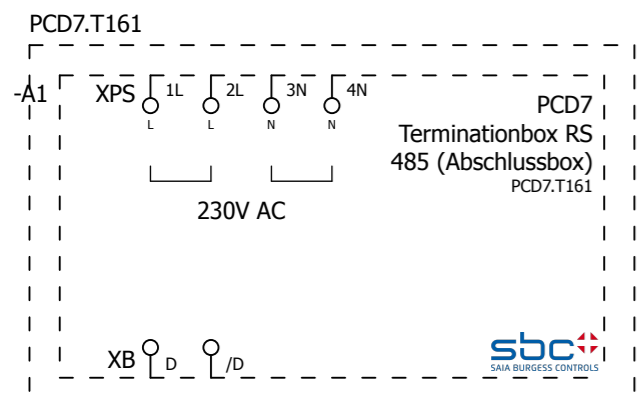 PCD7.T161
-A1
XPS 1L 2L 3N 4N
L L N N
PCD7
Terminationbox RS
485 (Abschlussbox)
PCD7.T161
230V AC
XB D /D
sbc
SAIA BURGESS CONTROLS